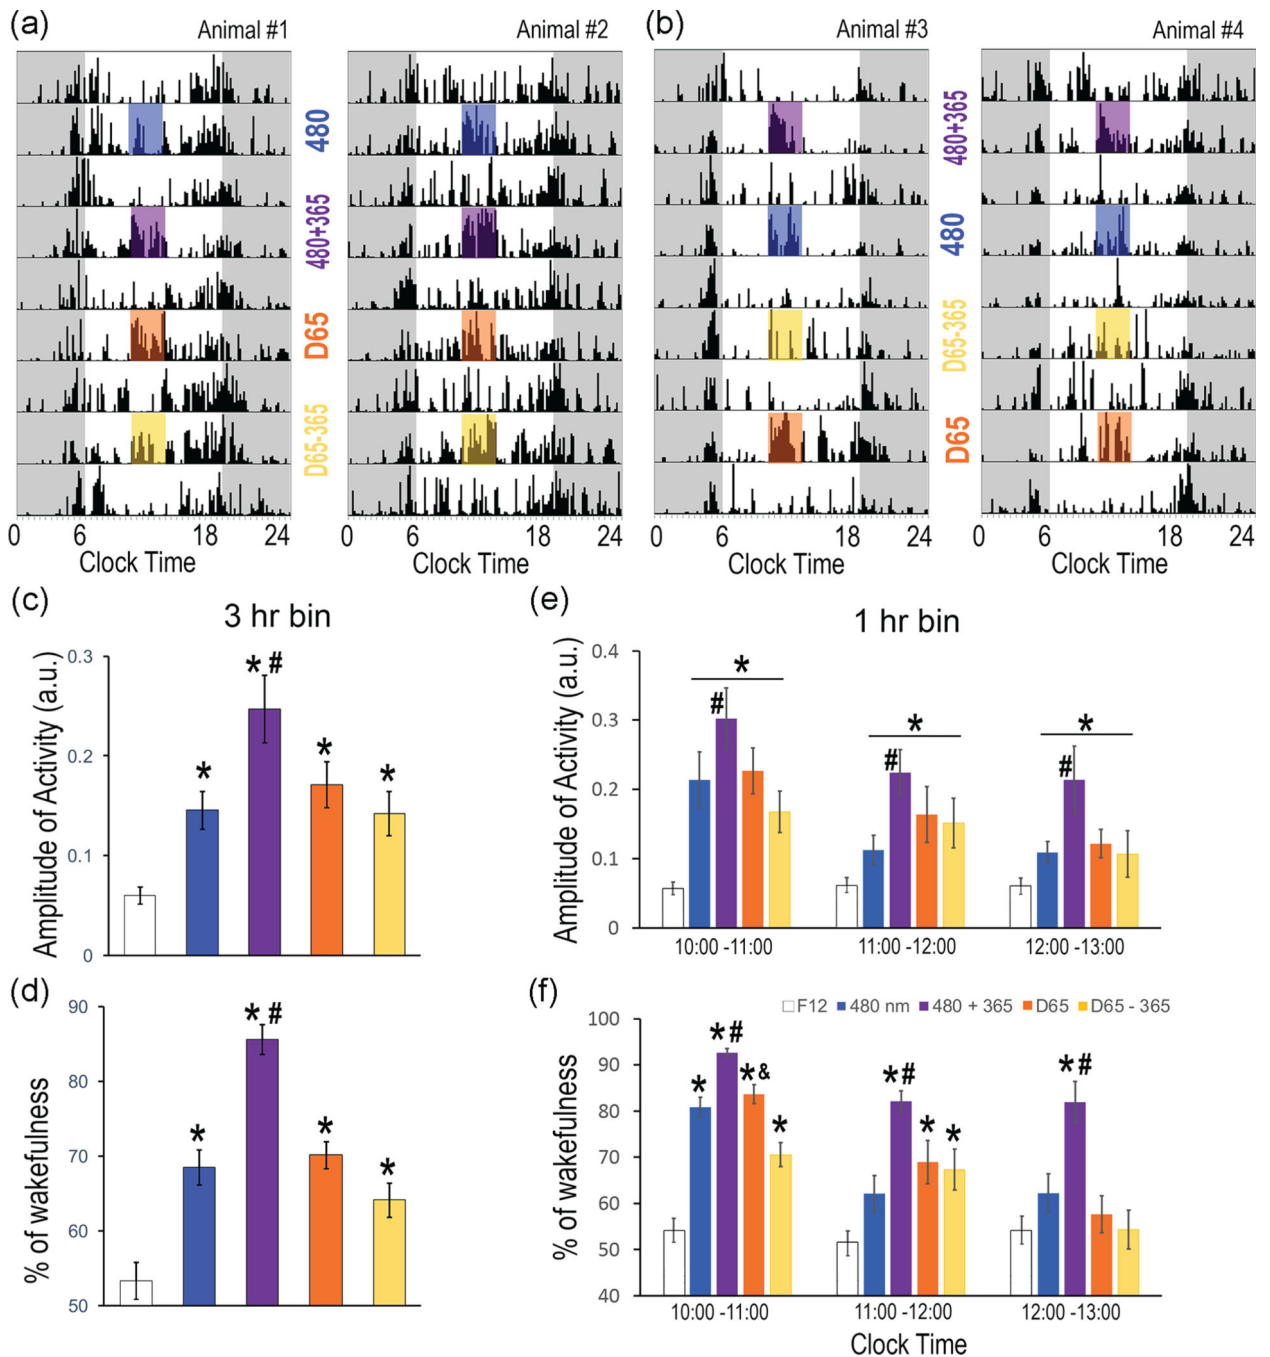 (a)
Animal #1
Animal #2
(b)
Animal #3
Animal #4
480
480+365
D65
D65-365
480+365
480
D65-365
D65
0 6 12 18 24
Clock Time
0 6 12 18 24
Clock Time
0 6 12 18 24
Clock Time
0 6 12 18 24
Clock Time
(c)
3 hr bin
Amplitude of Activity (a.u.)
0.3
0.2
0.1
0
* # 
*
*
*
(e)
1 hr bin
Amplitude of Activity (a.u.)
0.4
0.3
0.2
0.1
0
*
#
*
#
*
#
10:00 -11:00 11:00 -12:00 12:00 -13:00
(d)
% of wakefulness
90
80
70
60
50
*#
*
*
*
(f)
F12 480 nm 480 + 365 D65 D65 - 365
% of wakefulness
100
90
80
70
60
50
40
*#
*
*&
*
*#
*
*
*#
10:00 -11:00 11:00 -12:00 12:00-13:00
Clock Time